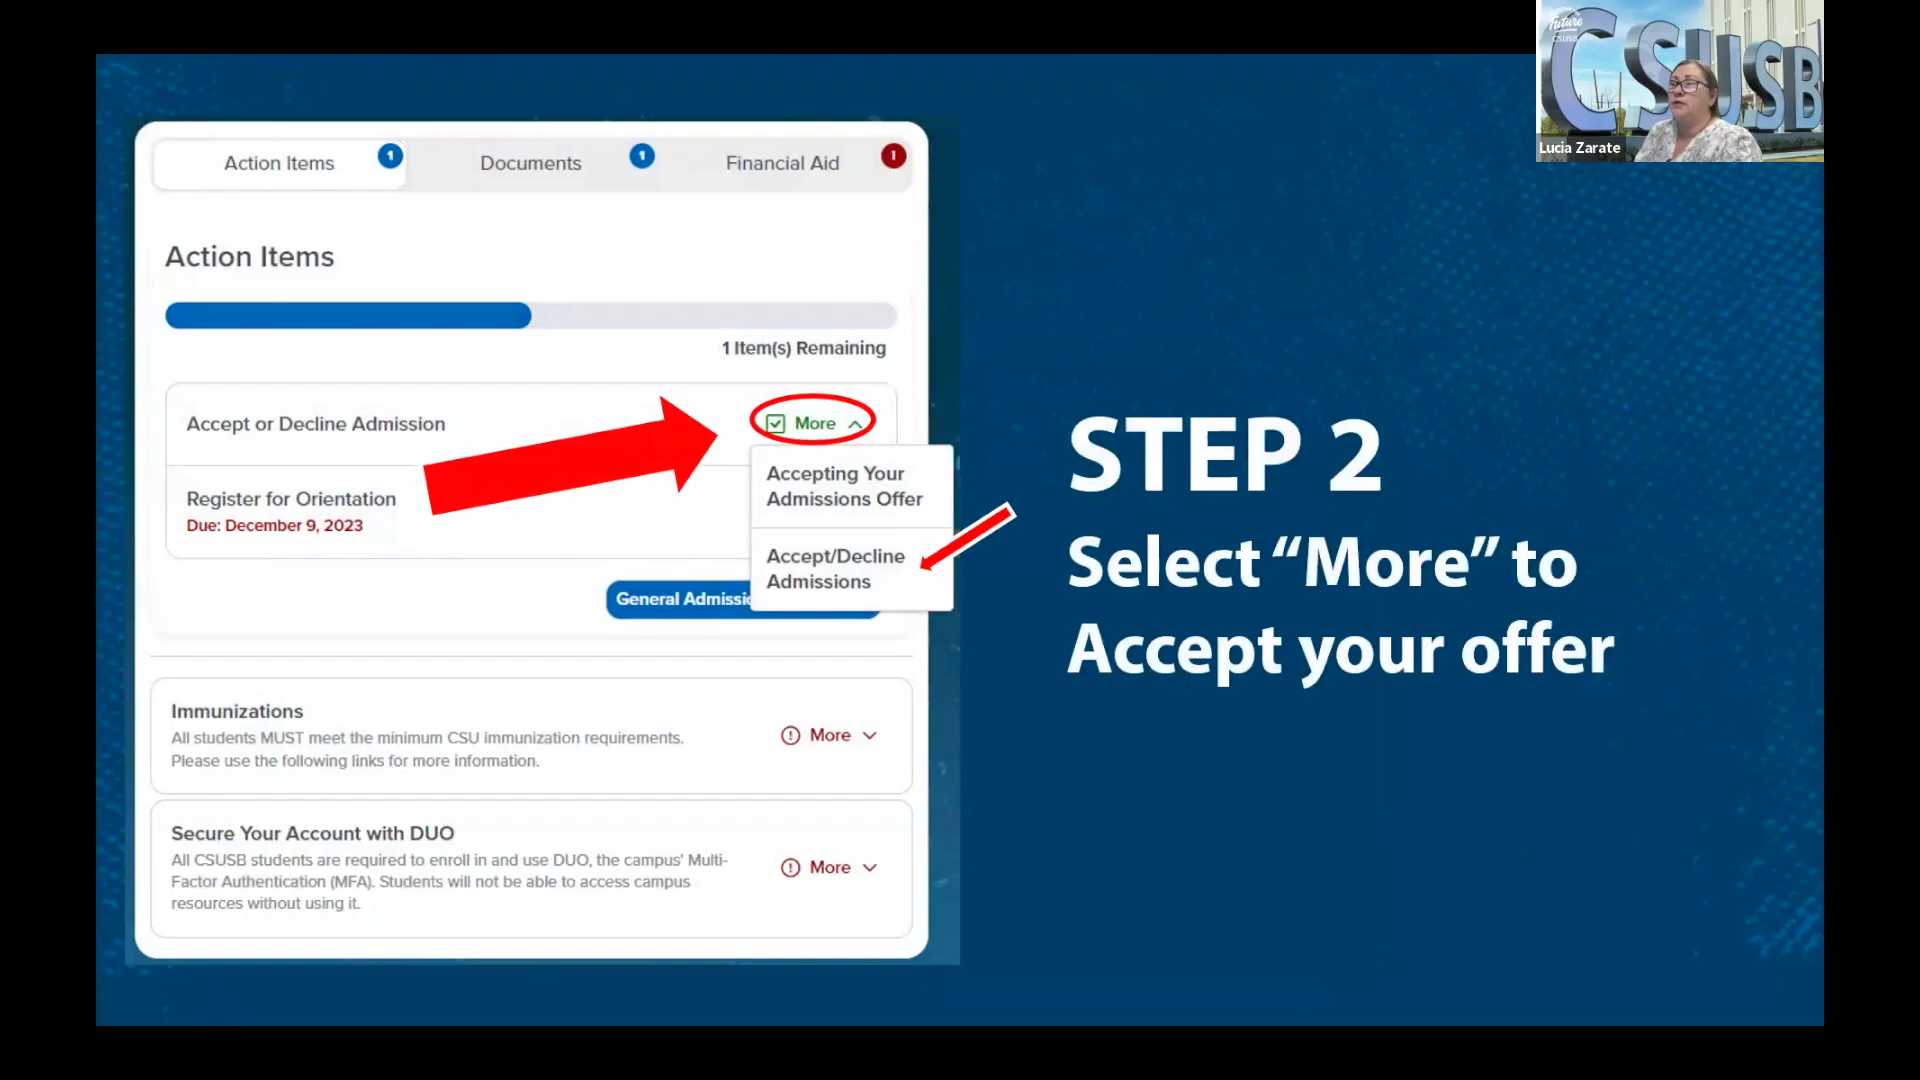 Future
CSUSB
CSUSB
Lucia Zarate
Action Items
1
Documents
1
Financial Aid
1
Action Items
1 Item(s) Remaining
Accept or Decline Admission
More
Accepting Your
Admissions Offer
Register for Orientation
Due: December 9, 2023
Accept/Decline
Admissions
General
Immunizations
All students MUST meet the minimum CSU immunization requirements.
Please use the following links for more information.
More
Secure Your Account with DUO
All CSUSB students are required to enroll in and use DUO, the campus' Multi-
Factor Authentication (MFA). Students will not be able to access campus
resources without using it.
More
STEP 2
Select “More” to
Accept your offer